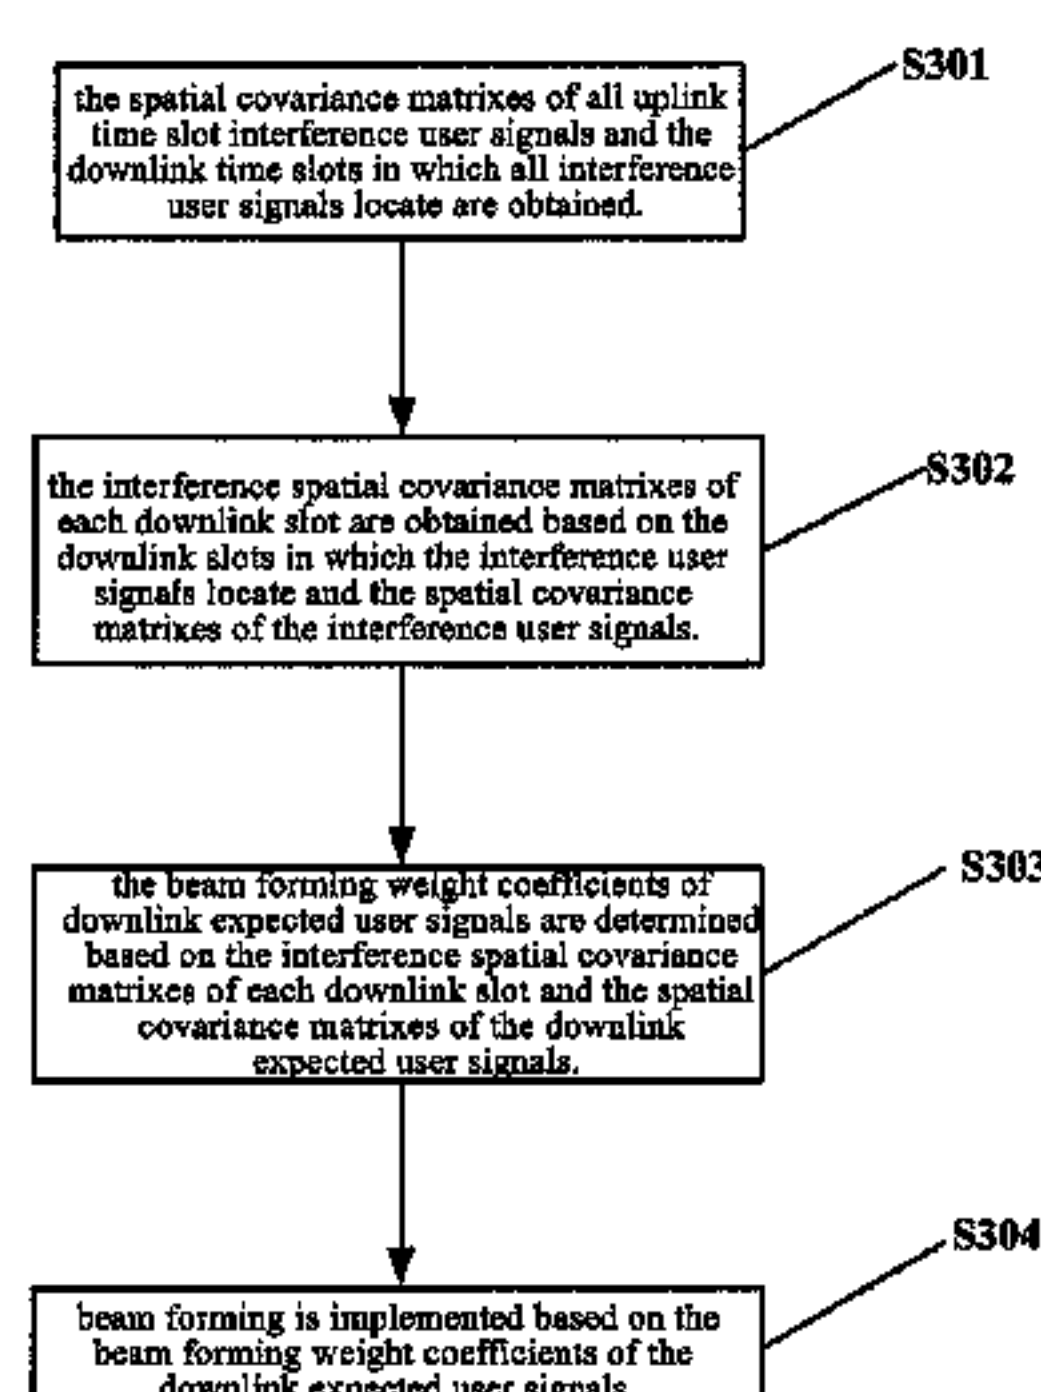 S301
the spatial covariance matrixes of all uplink
time slot interference user signals and the
downlink time slots in which all interference
user signals locate are obtained.
S302
the interference spatial covariance matrixes of
each downlink slot are obtained based on the
downlink slots in which the interference user
signals locate and the spatial covariance
matrixes of the interference user signals.
S303
the beam forming weight coefficients of
downlink expected user signals are determined
based on the interference spatial covariance
matrixes of each downlink slot and the spatial
covariance matrixes of the downlink
expected user signals.
S304
beam forming is implemented based on the
beam forming weight coefficients of the
downlink expected user signals